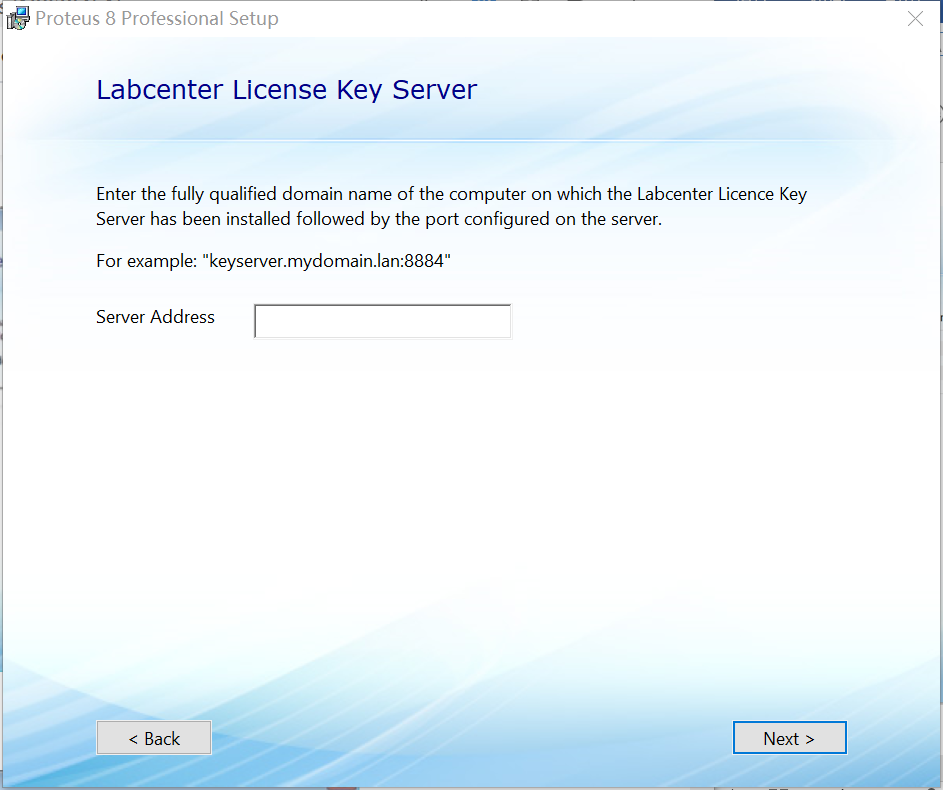 Proteus 8 Professional Setup
Labcenter License Key Server
Enter the fully qualified domain name of the computer on which the Labcenter Licence Key
Server has been installed followed by the port configured on the server.
For example: "keyserver.mydomain.lan:8884"
Server Address
< Back
Next >